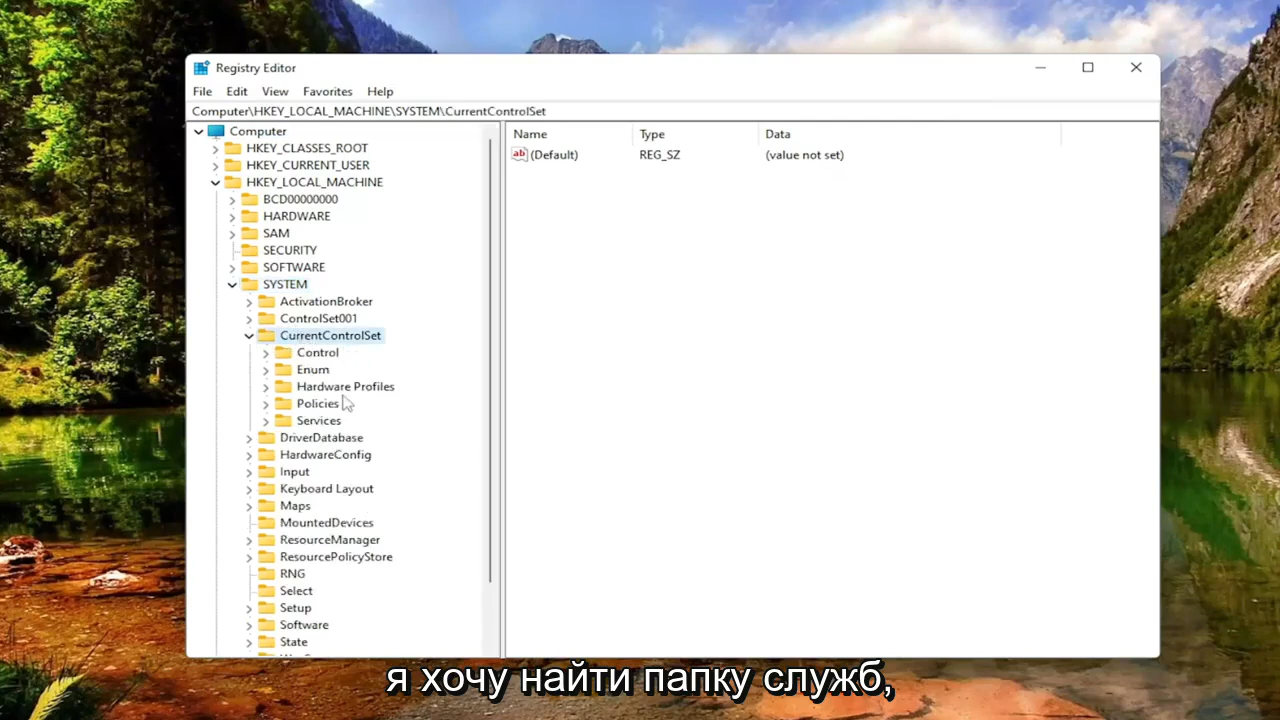 Registry Editor
File Edit View Favorites Help
Computer\HKEY_LOCAL_MACHINE\SYSTEM\CurrentControlSet
Computer
HKEY_CLASSES_ROOT
HKEY_CURRENT_USER
HKEY_LOCAL_MACHINE
BCD00000000
HARDWARE
SAM
SECURITY
SOFTWARE
SYSTEM
ActivationBroker
ControlSet001
CurrentControlSet
Control
Enum
Hardware Profiles
Policies
Services
DriverDatabase
HardwareConfig
Input
Keyboard Layout
Maps
MountedDevices
ResourceManager
ResourcePolicyStore
RNG
Select
Setup
Software
State
Name Type Data
ab (Default) REG_SZ (value not set)
я хочу найти папку служб,